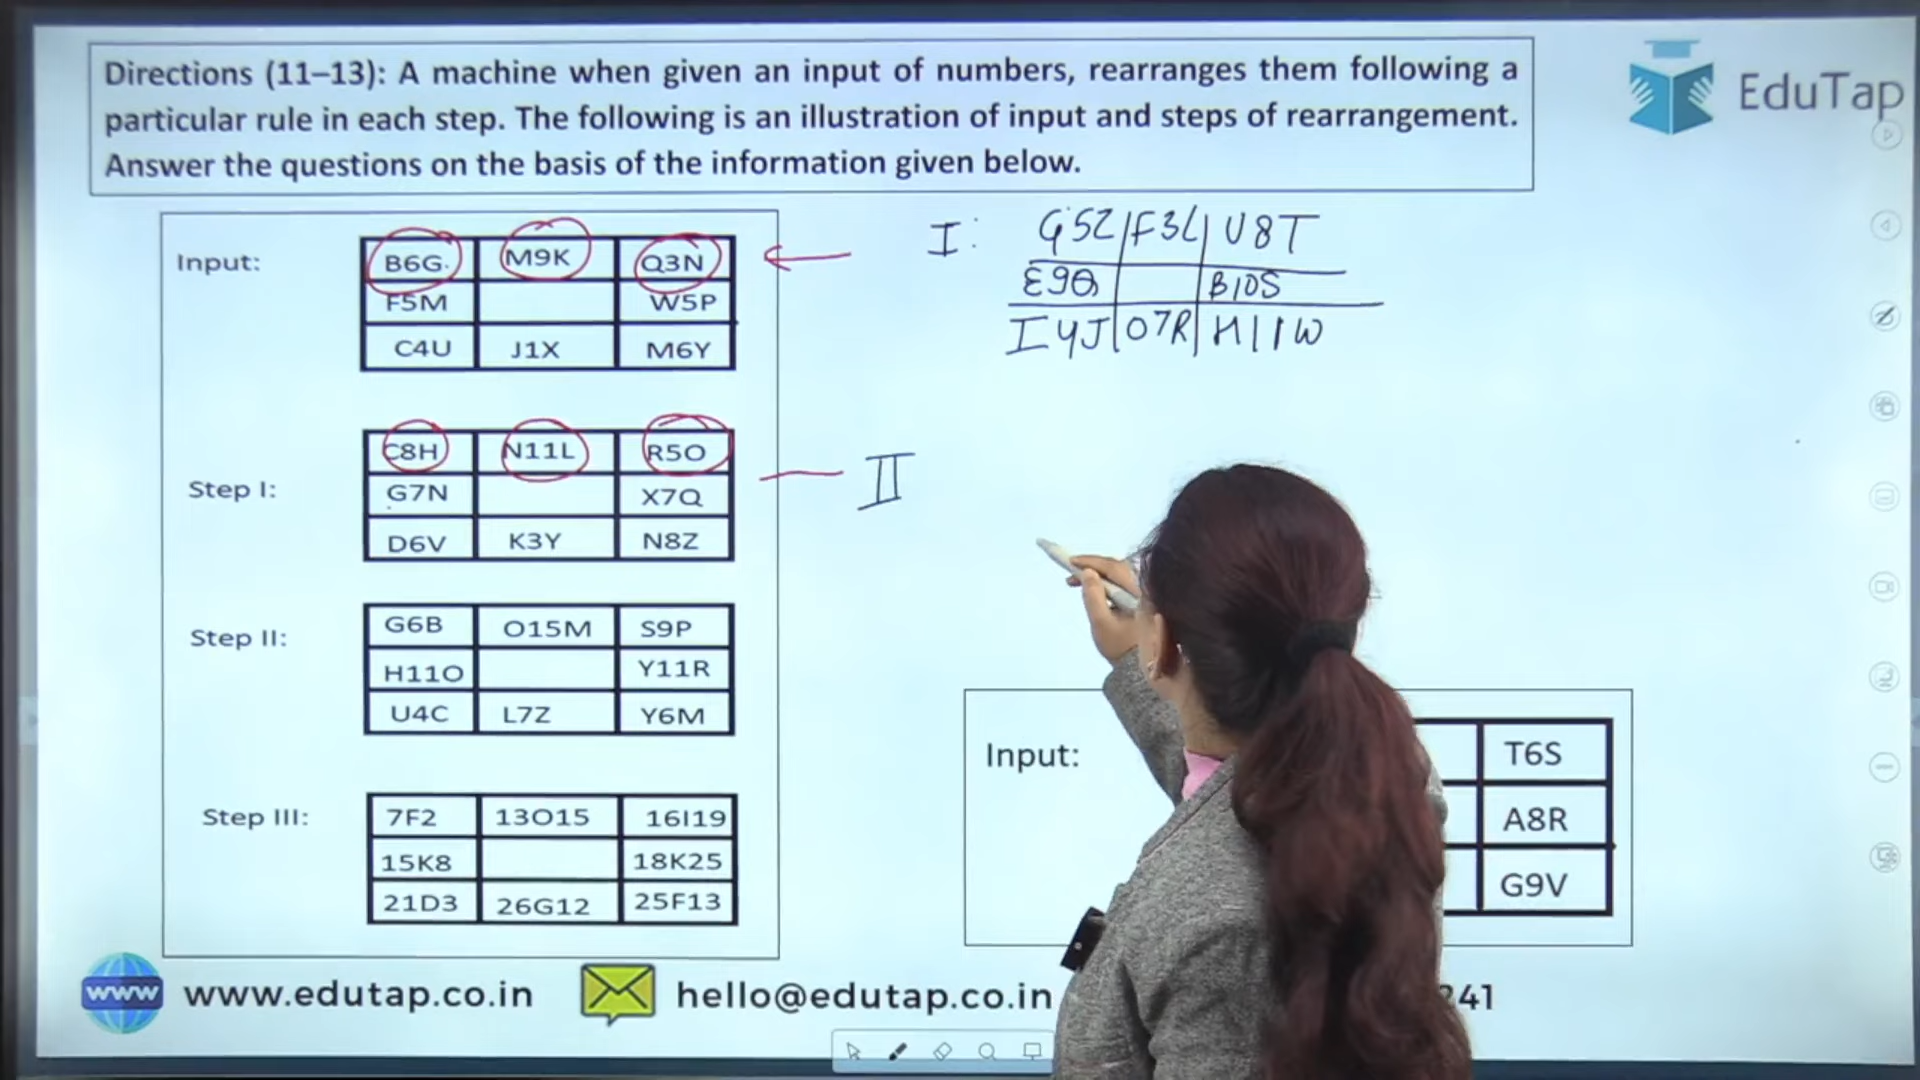 Directions (11–13): A machine when given an input of numbers, rearranges them following a
particular rule in each step. The following is an illustration of input and steps of rearrangement.
Answer the questions on the basis of the information given below.
EduTap
Input:
B6G M9K Q3N
F5M W5P
C4U J1X M6Y
Step I:
C8H N11L R5O
G7N X7Q
D6V K3Y N8Z
Step II:
G6B O15M S9P
H11O Y11R
U4C L7Z Y6M
Step III:
7F2 13O15 16I19
15K8 18K25
21D3 26G12 25F13
I: G5Z F3L U8T
E9Q B10S
I4J O7R H11W
II
Input:
T6S
A8R
G9V
www
www.edutap.co.in
hello@edutap.co.in
241